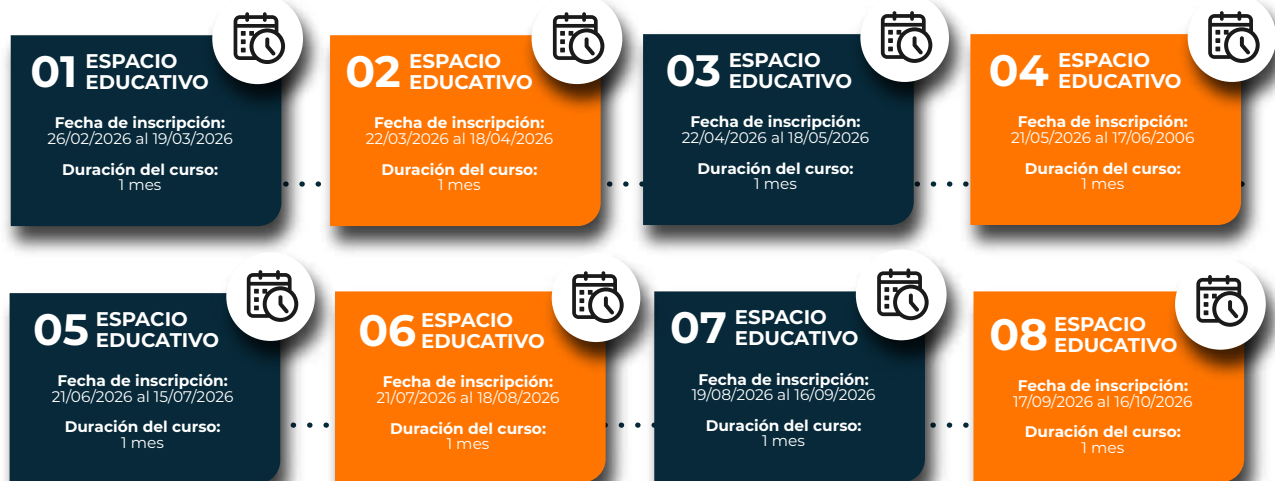 01 ESPACIO
EDUCATIVO
Fecha de inscripción:
26/02/2026 al 19/03/2026
Duración del curso:
1 mes
02 ESPACIO
EDUCATIVO
Fecha de inscripción:
22/03/2026 al 18/04/2026
Duración del curso:
1 mes
03 ESPACIO
EDUCATIVO
Fecha de inscripción:
22/04/2026 al 18/05/2026
Duración del curso:
1 mes
04 ESPACIO
EDUCATIVO
Fecha de inscripción:
21/05/2026 al 17/06/2006
Duración del curso:
1 mes
05 ESPACIO
EDUCATIVO
Fecha de inscripción:
21/06/2026 al 15/07/2026
Duración del curso:
1 mes
06 ESPACIO
EDUCATIVO
Fecha de inscripción:
21/07/2026 al 18/08/2026
Duración del curso:
1 mes
07 ESPACIO
EDUCATIVO
Fecha de inscripción:
19/08/2026 al 16/09/2026
Duración del curso:
1 mes
08 ESPACIO
EDUCATIVO
Fecha de inscripción:
17/09/2026 al 16/10/2026
Duración del curso:
1 mes